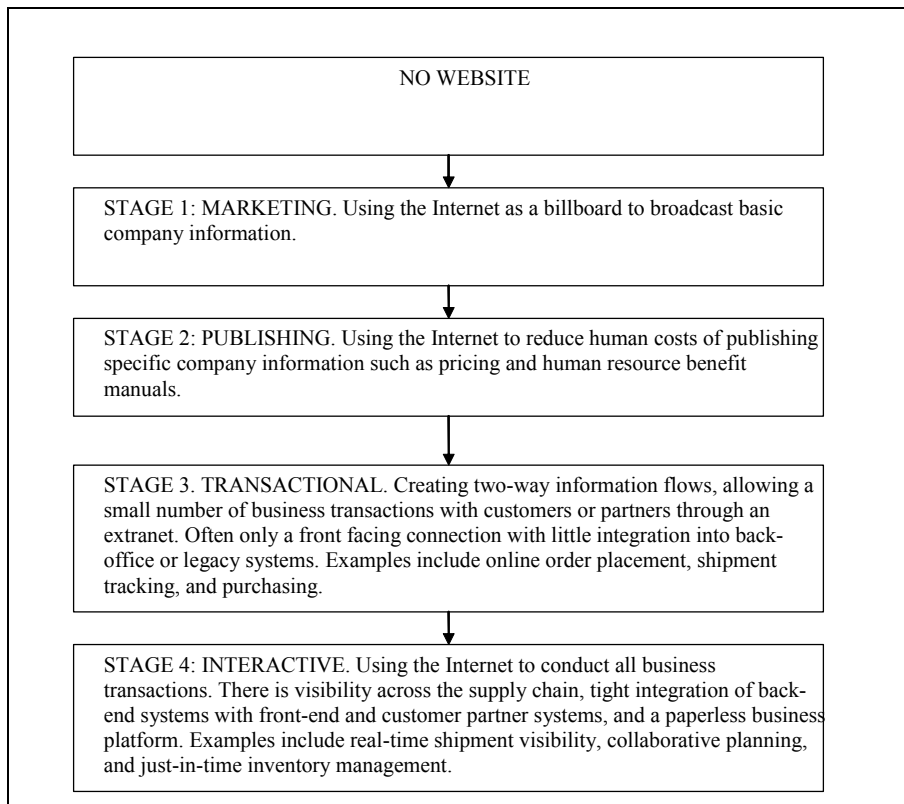 NO WEBSITE
STAGE 1: MARKETING. Using the Internet as a billboard to broadcast basic
company information.
STAGE 2: PUBLISHING. Using the Internet to reduce human costs of publishing
specific company information such as pricing and human resource benefit
manuals.
STAGE 3. TRANSACTIONAL. Creating two-way information flows, allowing a
small number of business transactions with customers or partners through an
extranet. Often only a front facing connection with little integration into back-
office or legacy systems. Examples include online order placement, shipment
tracking, and purchasing.
STAGE 4: INTERACTIVE. Using the Internet to conduct all business
transactions. There is visibility across the supply chain, tight integration of back-
end systems with front-end and customer partner systems, and a paperless business
platform. Examples include real-time shipment visibility, collaborative planning,
and just-in-time inventory management.